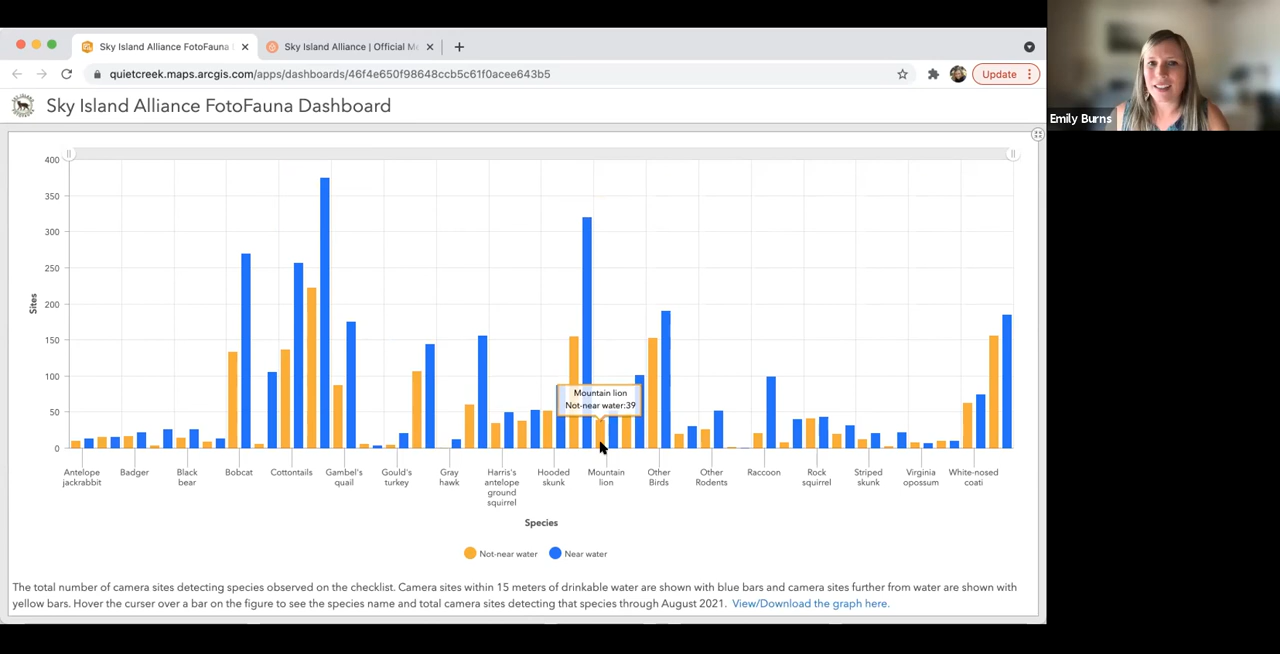 Sky Island Alliance FotoFauna
Sky Island Alliance | Official M
quietcreek.maps.arcgis.com/apps/dashboards/46f4e650f98648ccb5c61f0acee643b5
Update
Emily Burns
Sky Island Alliance FotoFauna Dashboard
400
350
300
250
200
150
100
50
0
Sites
Mountain lion
Not-near water:39
Antelope
jackrabbit
Badger
Black
bear
Bobcat
Cottontails
Gambel's
quail
Gould's
turkey
Gray
hawk
Harris's
antelope
ground
squirrel
Hooded
skunk
Mountain
lion
Other
Birds
Other
Rodents
Raccoon
Rock
squirrel
Striped
skunk
Virginia
opossum
White-nosed
coati
Species
Not-near water
Near water
The total number of camera sites detecting species observed on the checklist. Camera sites within 15 meters of drinkable water are shown with blue bars and camera sites further from water are shown with
yellow bars. Hover the curser over a bar on the figure to see the species name and total camera sites detecting that species through August 2021. View/Download the graph here.